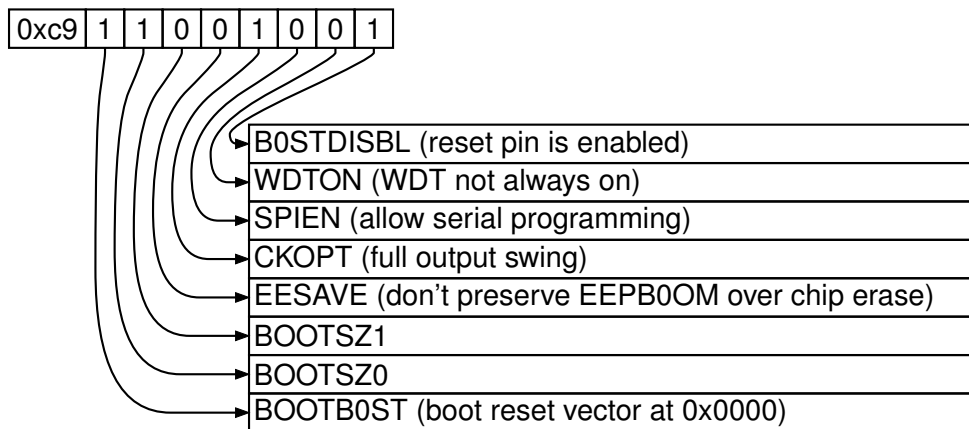 0xc9 1 1 0 0 1 0 0 1
B0STDISBL (reset pin is enabled)
WDTON (WDT not always on)
SPIEN (allow serial programming)
CKOPT (full output swing)
EESAVE (don't preserve EEPB0OM over chip erase)
BOOTSZ1
BOOTSZ0
BOOTB0ST (boot reset vector at 0x0000)